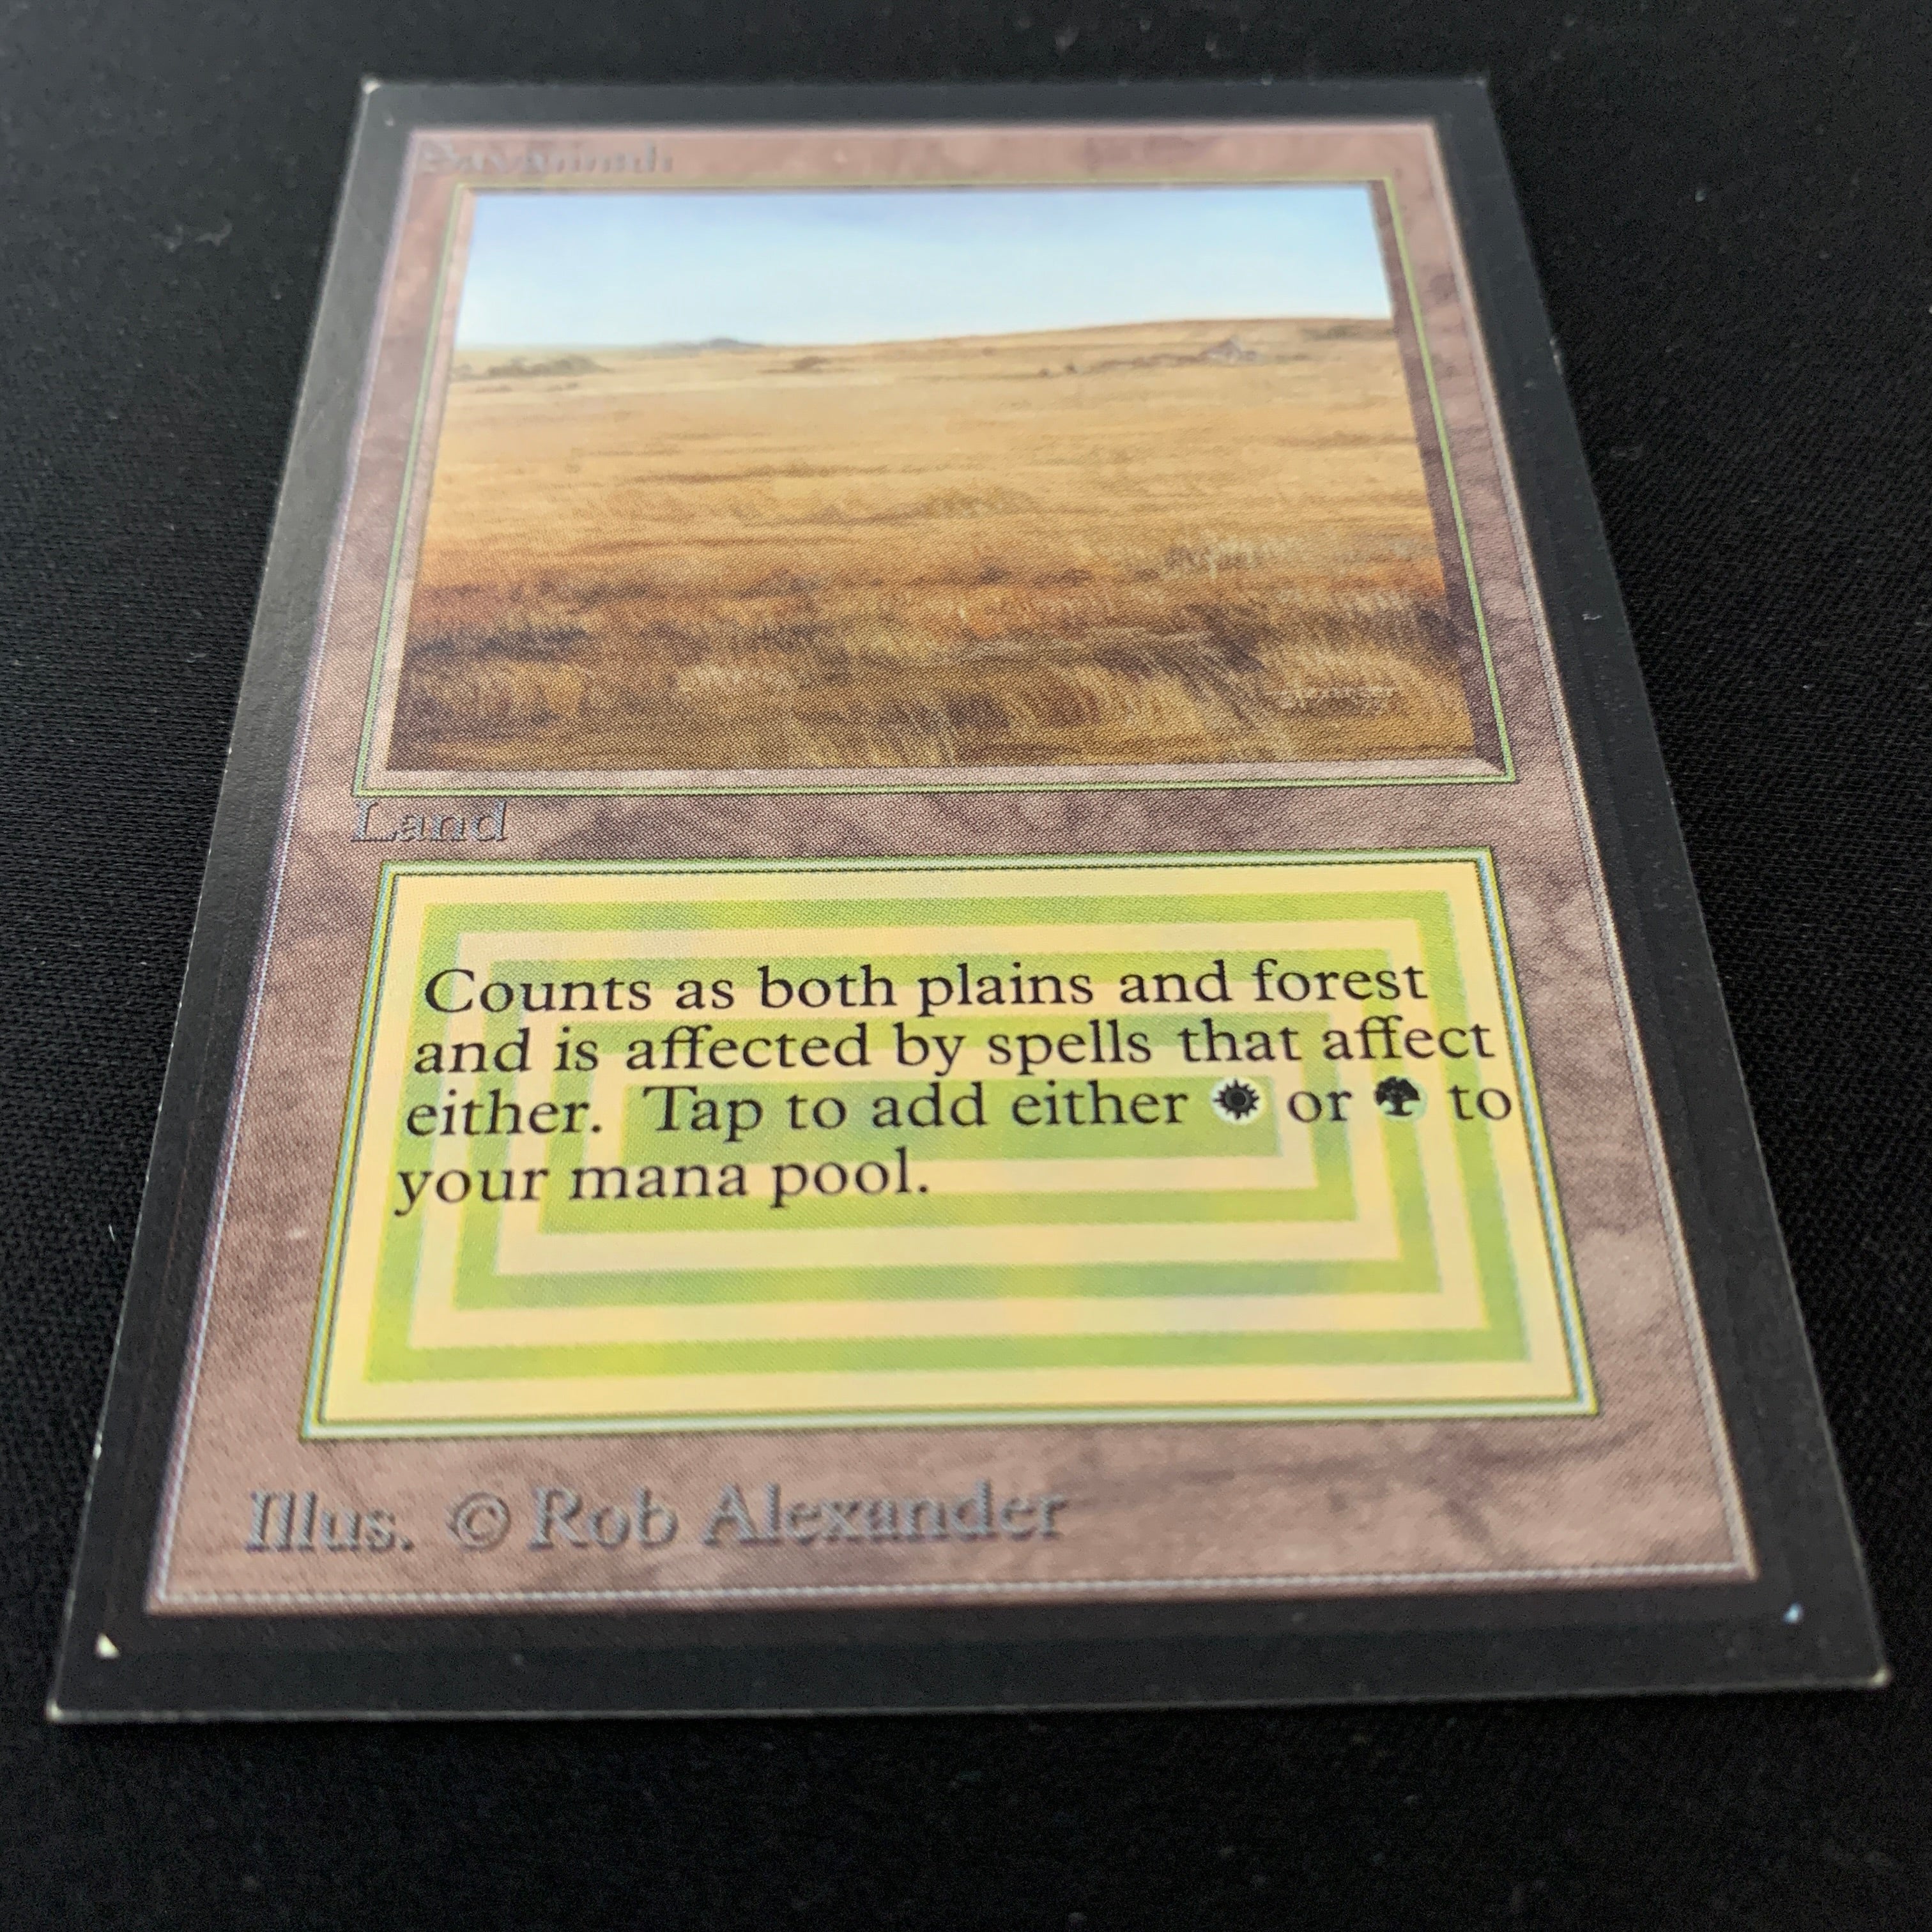 Savannah
Land
Counts as both plains and forest
and is affected by spells that affect
either. Tap to add either or to
your mana pool.
Illus. © Rob Alexander